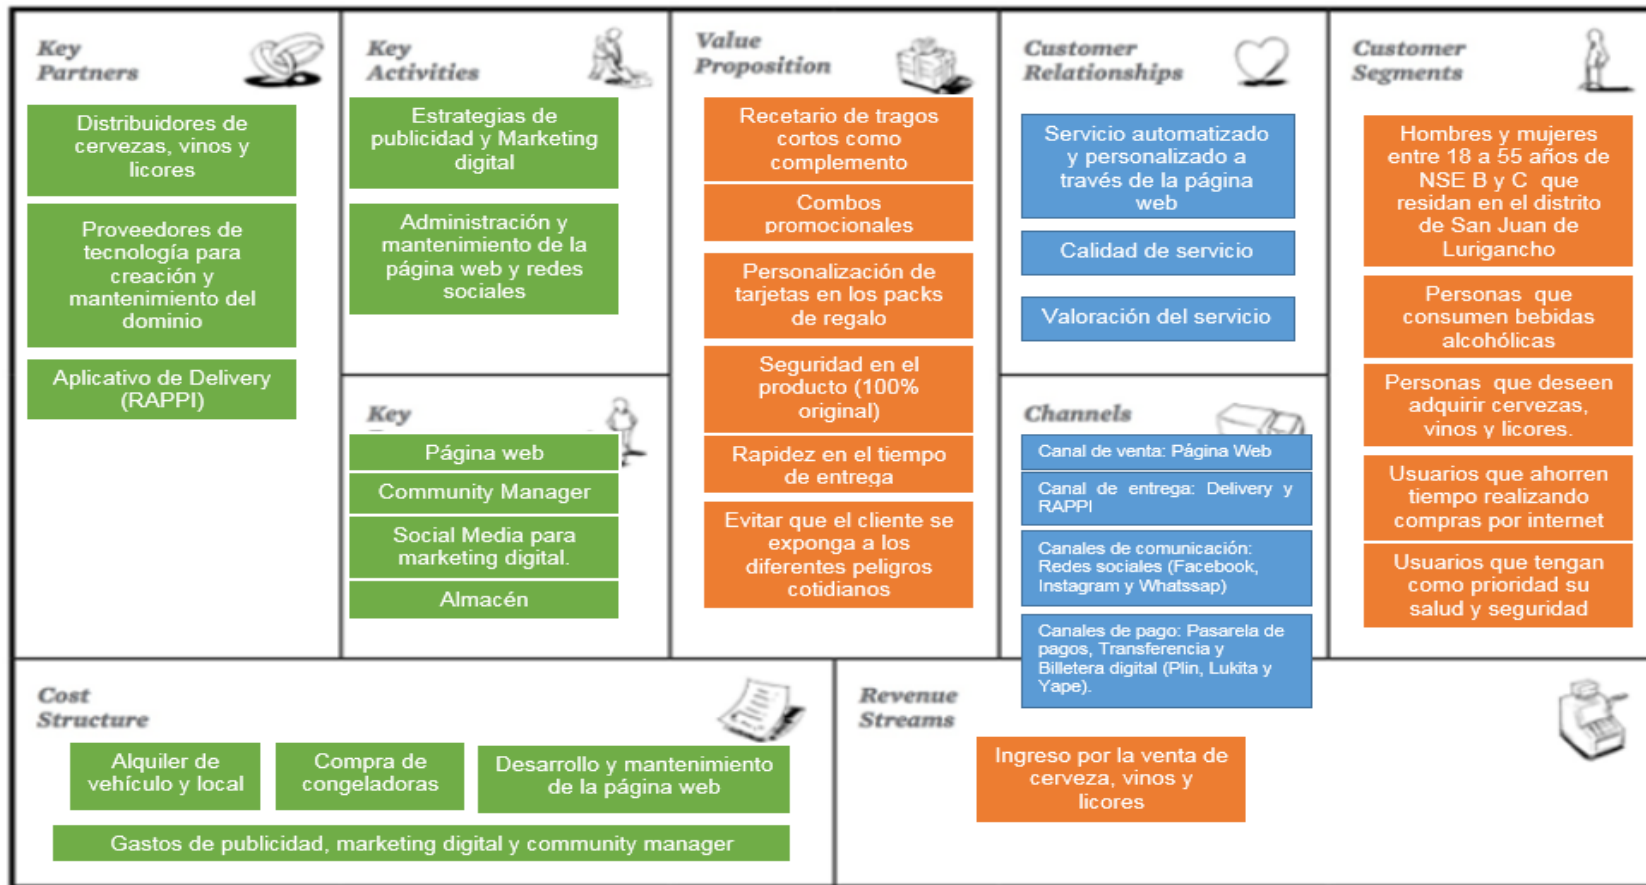 Key
Partners
Distribuidores de
cervezas, vinos y
licores
Proveedores de
tecnología para
creación y
mantenimiento del
dominio
Aplicativo de Delivery
(RAPPI)
Key
Activities
Estrategias de
publicidad y Marketing
digital
Administración y
mantenimiento de la
página web y redes
sociales
Key
Página web
Community Manager
Social Media para
marketing digital.
Almacén
Value
Proposition
Recetario de tragos
cortos como
complemento
Combos
promocionales
Personalización de
tarjetas en los packs
de regalo
Seguridad en el
producto (100%
original)
Rapidez en el tiempo
de entrega
Evitar que el cliente se
exponga a los
diferentes peligros
cotidianos
Customer
Relationships
Servicio automatizado
y personalizado a
través de la página
web
Calidad de servicio
Valoración del servicio
Channels
Canal de venta: Página Web
Canal de entrega: Delivery y
RAPPI
Canales de comunicación:
Redes sociales (Facebook,
Instagram y Whatssap)
Canales de pago: Pasarela de
pagos, Transferencia y
Billetera digital (Plin, Lukita y
Yape).
Customer
Segments
Hombres y mujeres
entre 18 a 55 años de
NSE B y C que
residan en el distrito
de San Juan de
Lurigancho
Personas que
consumen bebidas
alcohólicas
Personas que deseen
adquirir cervezas,
vinos y licores.
Usuarios que ahorren
tiempo realizando
compras por internet
Usuarios que tengan
como prioridad su
salud y seguridad
Cost
Structure
Alquiler de
vehículo y local
Compra de
congeladoras
Desarrollo y mantenimiento
de la página web
Gastos de publicidad, marketing digital y community manager
Revenue
Streams
Ingreso por la venta de
cerveza, vinos y
licores